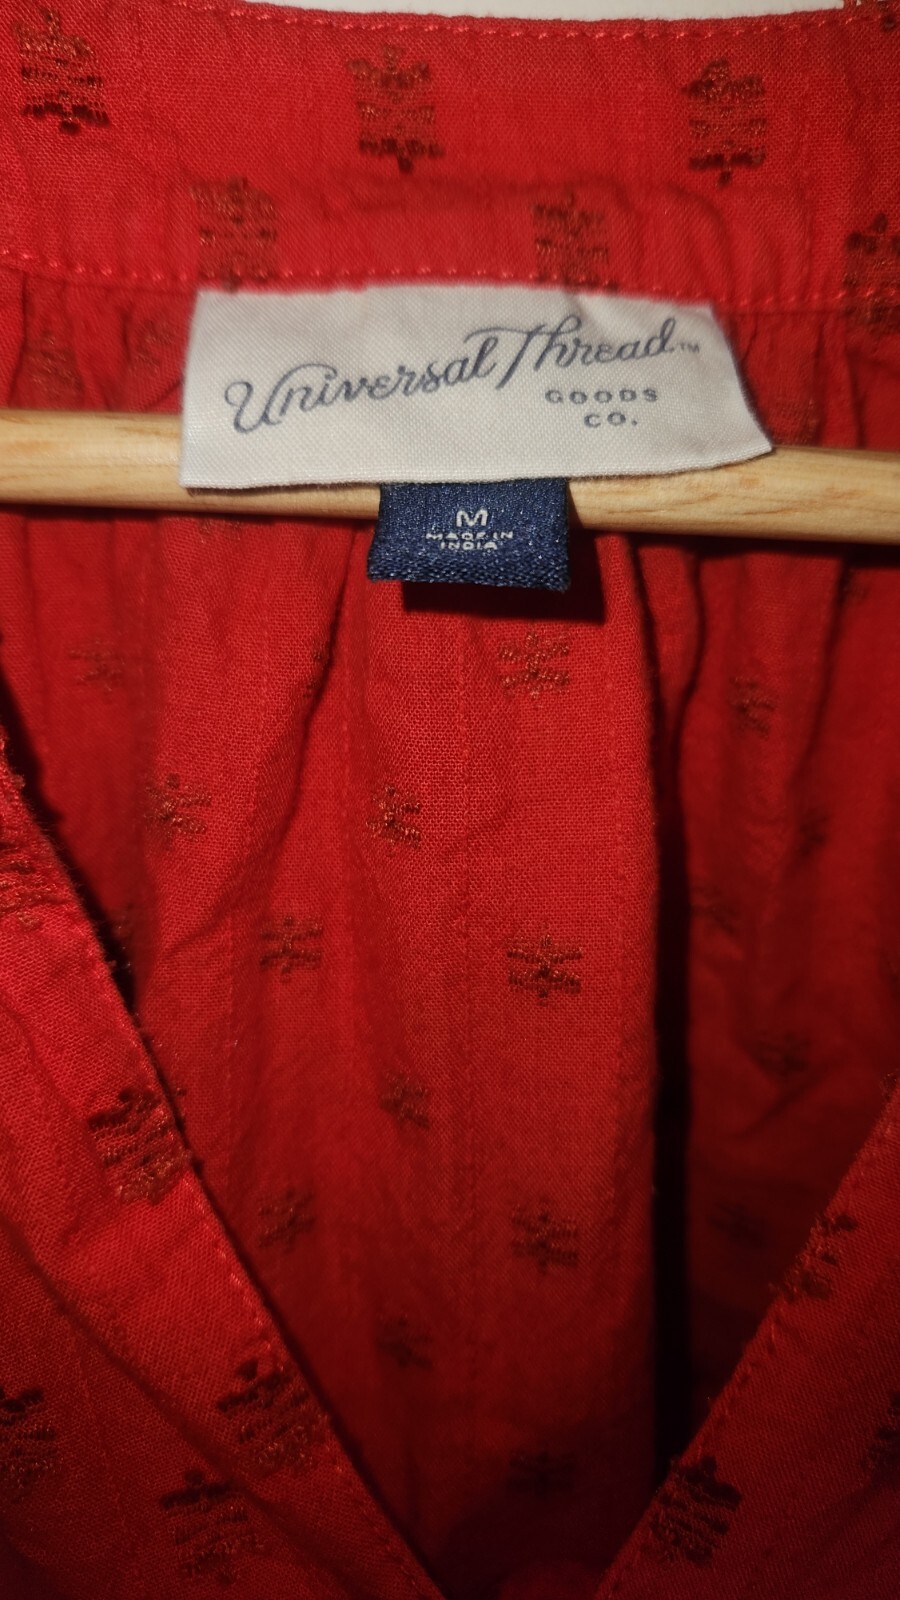 Universal Thread™
GOODS
CO.
M
MADE IN
INDIA